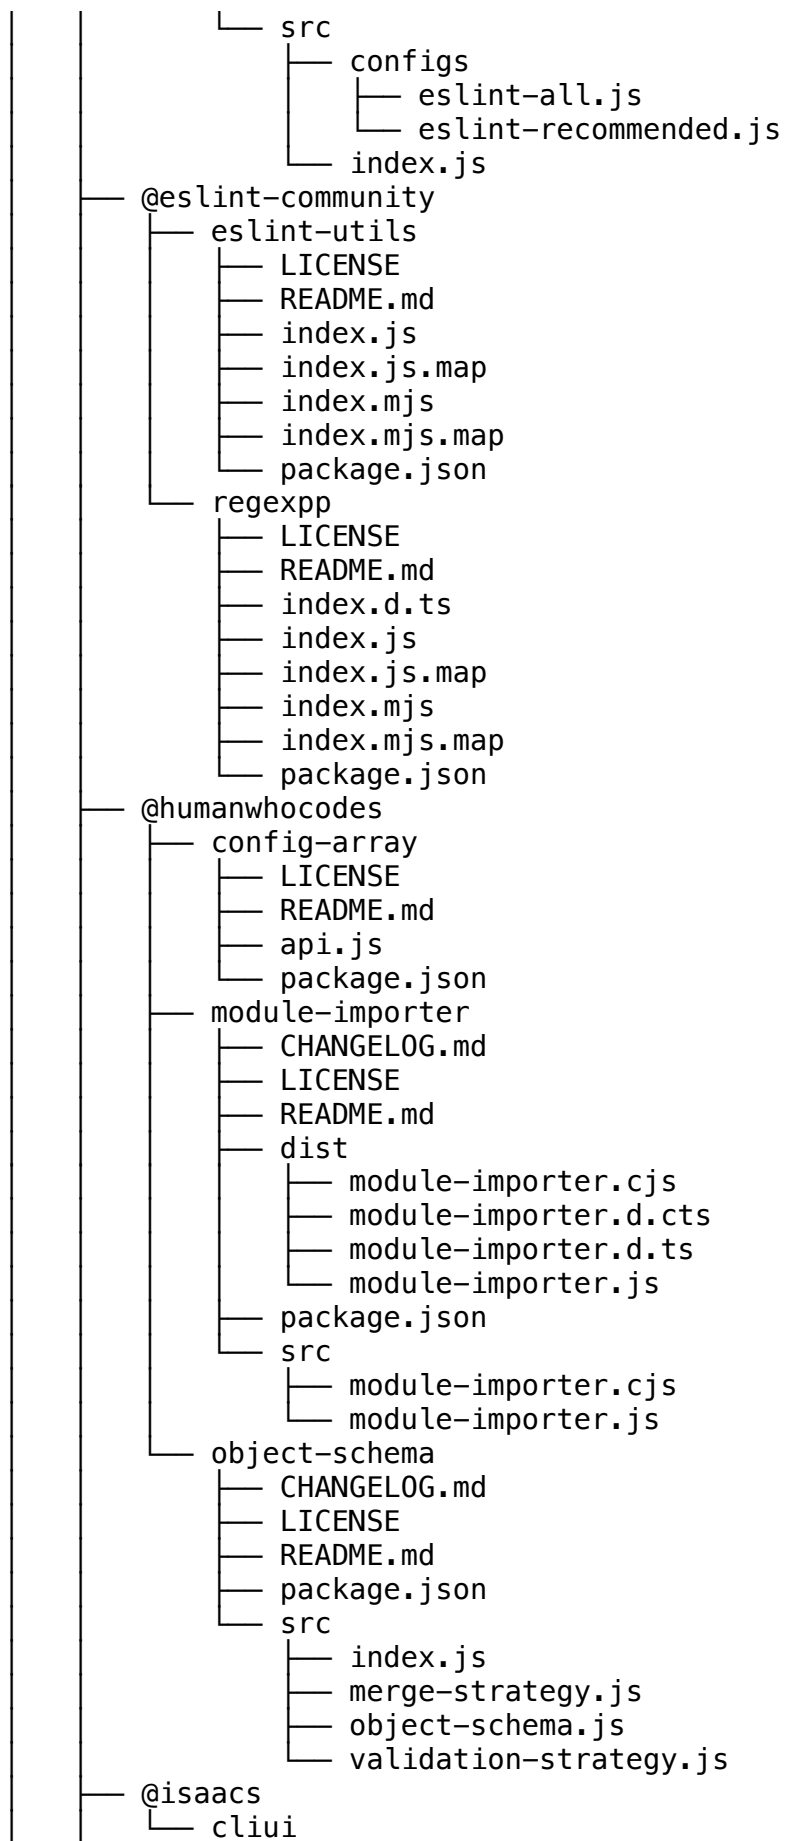 │   │       └── src
│   │           ├── configs
│   │           │   ├── eslint-all.js
│   │           │   └── eslint-recommended.js
│   │           └── index.js
│   ├── @eslint-community
│   │   ├── eslint-utils
│   │   │   ├── LICENSE
│   │   │   ├── README.md
│   │   │   ├── index.js
│   │   │   ├── index.js.map
│   │   │   ├── index.mjs
│   │   │   ├── index.mjs.map
│   │   │   └── package.json
│   │   └── regexpp
│   │       ├── LICENSE
│   │       ├── README.md
│   │       ├── index.d.ts
│   │       ├── index.js
│   │       ├── index.js.map
│   │       ├── index.mjs
│   │       ├── index.mjs.map
│   │       └── package.json
│   ├── @humanwhocodes
│   │   ├── config-array
│   │   │   ├── LICENSE
│   │   │   ├── README.md
│   │   │   ├── api.js
│   │   │   └── package.json
│   │   ├── module-importer
│   │   │   ├── CHANGELOG.md
│   │   │   ├── LICENSE
│   │   │   ├── README.md
│   │   │   ├── dist
│   │   │   │   ├── module-importer.cjs
│   │   │   │   ├── module-importer.d.cts
│   │   │   │   ├── module-importer.d.ts
│   │   │   │   └── module-importer.js
│   │   │   ├── package.json
│   │   │   └── src
│   │   │       ├── module-importer.cjs
│   │   │       └── module-importer.js
│   │   └── object-schema
│   │       ├── CHANGELOG.md
│   │       ├── LICENSE
│   │       ├── README.md
│   │       ├── package.json
│   │       └── src
│   │           ├── index.js
│   │           ├── merge-strategy.js
│   │           ├── object-schema.js
│   │           └── validation-strategy.js
│   ├── @isaacs
│   │   └── cliui